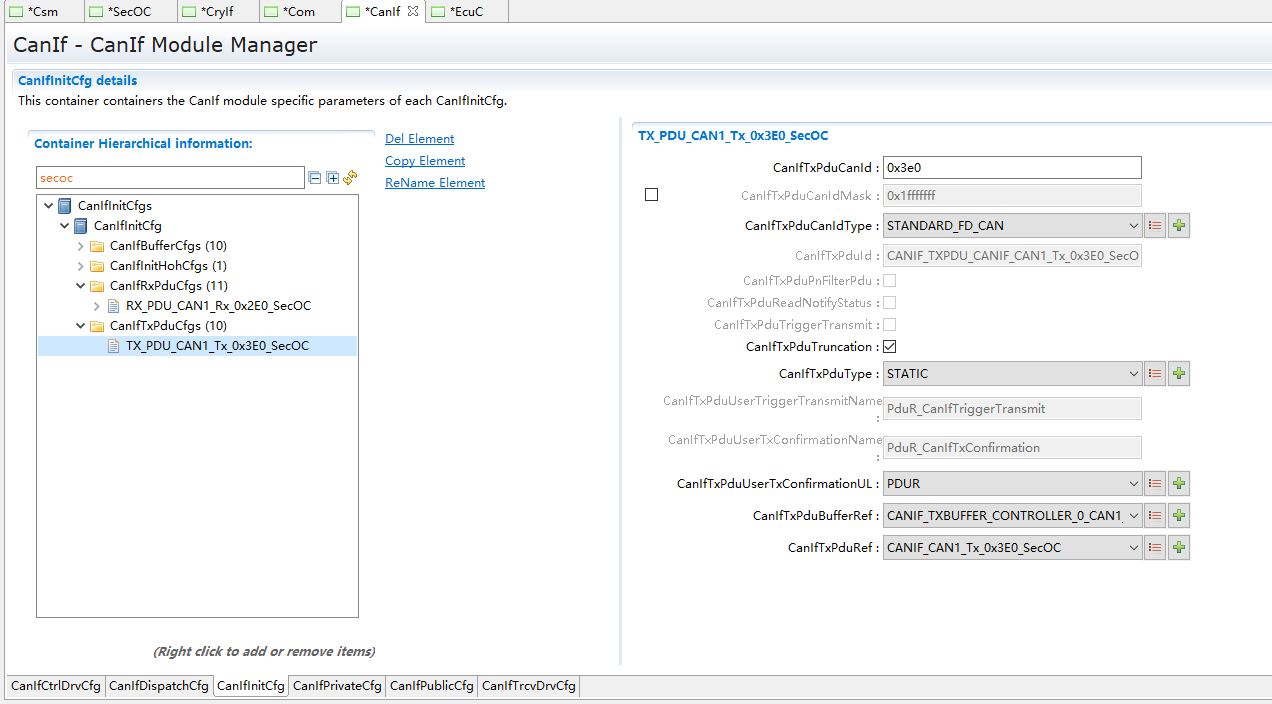 *Csm *SecOC *CryIf *Com *CanIf *EcuC
CanIf - CanIf Module Manager
CanIfInitCfg details
This container containers the CanIf module specific parameters of each CanIfInitCfg.
Container Hierarchical information:
secoc
Del Element
Copy Element
ReName Element
CanIfInitCfgs
CanIfInitCfg
CanIfBufferCfgs (10)
CanIfInitHohCfgs (1)
CanIfRxPduCfgs (11)
RX_PDU_CAN1_Rx_0x2E0_SecOC
CanIfTxPduCfgs (10)
TX_PDU_CAN1_Tx_0x3E0_SecOC
(Right click to add or remove items)
TX_PDU_CAN1_Tx_0x3E0_SecOC
CanIfTxPduCanId : 0x3e0
CanIfTxPduCanIdMask : 0x1fffffff
CanIfTxPduCanIdType : STANDARD_FD_CAN
CanIfTxPduId : CANIF_TXPDU_CANIF_CAN1_Tx_0x3E0_SecO
CanIfTxPduPnFilterPdu :
CanIfTxPduReadNotifyStatus :
CanIfTxPduTriggerTransmit :
CanIfTxPduTruncation :
CanIfTxPduType : STATIC
CanIfTxPduUserTriggerTransmitName : PduR_CanIfTriggerTransmit
CanIfTxPduUserTxConfirmationName : PduR_CanIfTxConfirmation
CanIfTxPduUserTxConfirmationUL : PDUR
CanIfTxPduBufferRef : CANIF_TXBUFFER_CONTROLLER_0_CAN1_
CanIfTxPduRef : CANIF_CAN1_Tx_0x3E0_SecOC
CanIfCtrlDrvCfg CanIfDispatchCfg CanIfInitCfg CanIfPrivateCfg CanIfPublicCfg CanIfTrcvDrvCfg